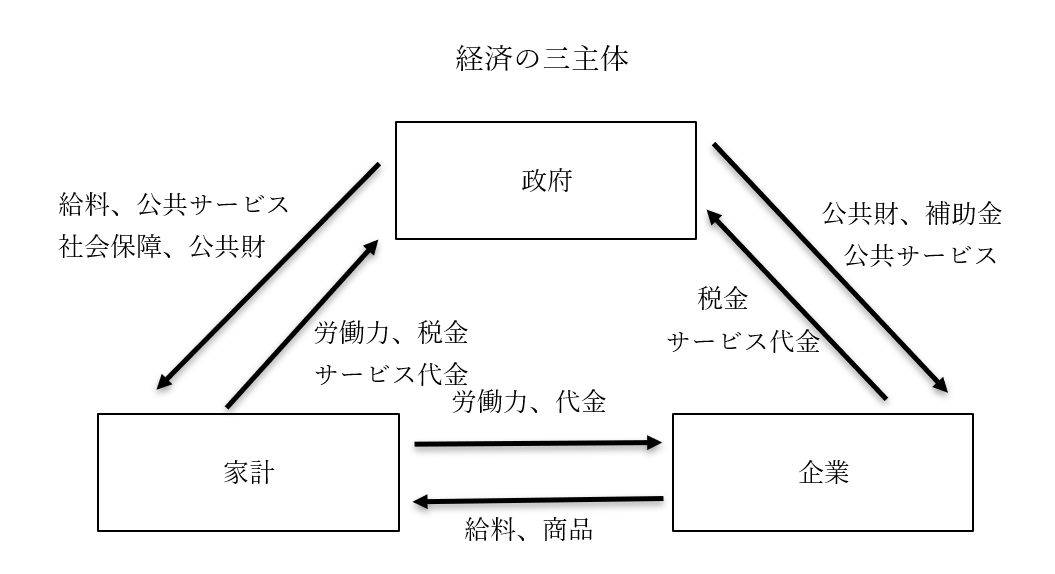 経済の三主体
政府
給料、公共サービス
社会保障、公共財
公共財、補助金
公共サービス
労働力、税金
サービス代金
税金
サービス代金
労働力、代金
家計
企業
給料、商品